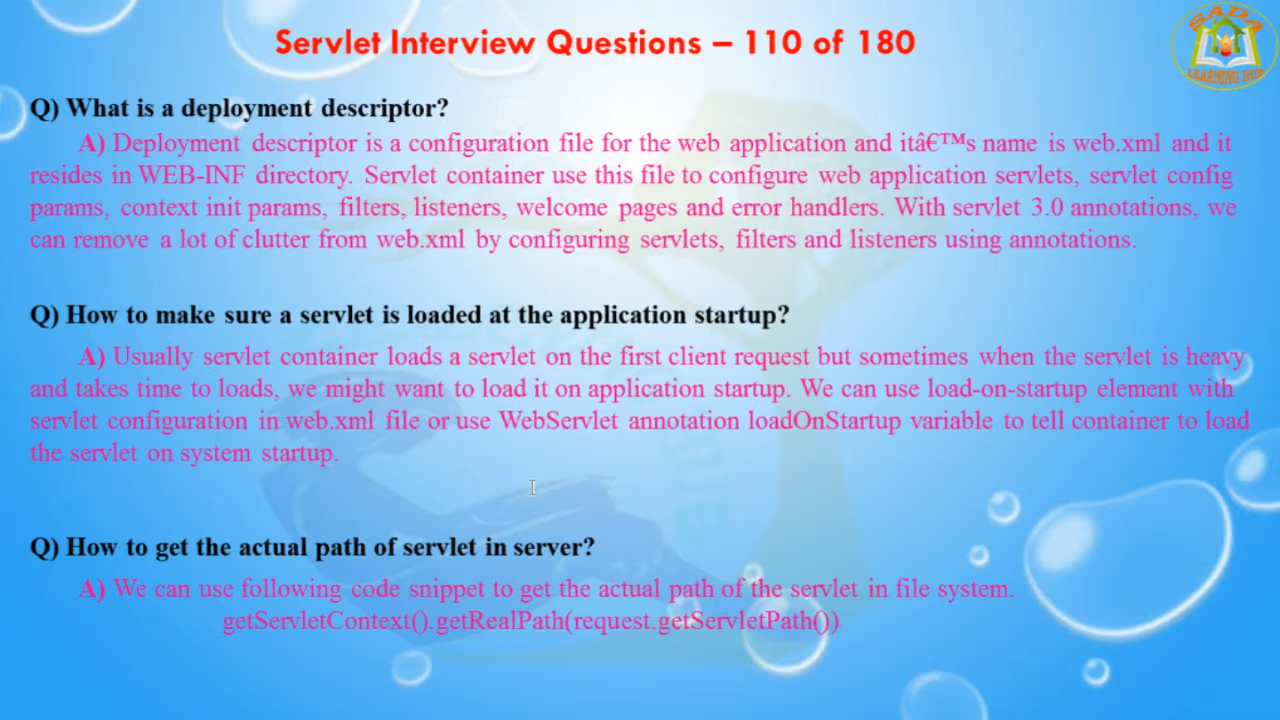 Servlet Interview Questions – 110 of 180
SADA
LEARNING HUB
Q) What is a deployment descriptor?
A) Deployment descriptor is a configuration file for the web application and itâ€™s name is web.xml and it
resides in WEB-INF directory. Servlet container use this file to configure web application servlets, servlet config
params, context init params, filters, listeners, welcome pages and error handlers. With servlet 3.0 annotations, we
can remove a lot of clutter from web.xml by configuring servlets, filters and listeners using annotations.
Q) How to make sure a servlet is loaded at the application startup?
A) Usually servlet container loads a servlet on the first client request but sometimes when the servlet is heavy
and takes time to loads, we might want to load it on application startup. We can use load-on-startup element with
servlet configuration in web.xml file or use WebServlet annotation loadOnStartup variable to tell container to load
the servlet on system startup.
Q) How to get the actual path of servlet in server?
A) We can use following code snippet to get the actual path of the servlet in file system.
getServletContext().getRealPath(request.getServletPath())